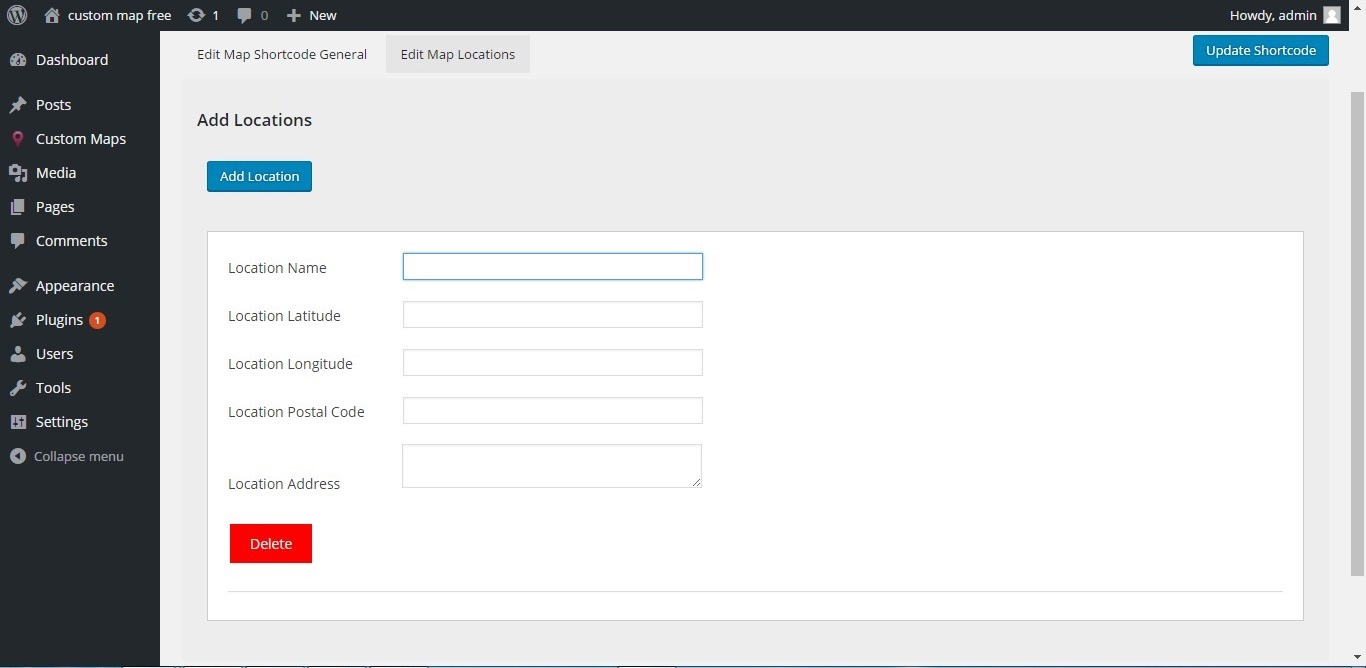 custom map free 1 0 New Howdy, admin
Dashboard
Posts
Custom Maps
Media
Pages
Comments
Appearance
Plugins 1
Users
Tools
Settings
Collapse menu
Edit Map Shortcode General Edit Map Locations Update Shortcode
Add Locations
Add Location
Location Name
Location Latitude
Location Longitude
Location Postal Code
Location Address
Delete